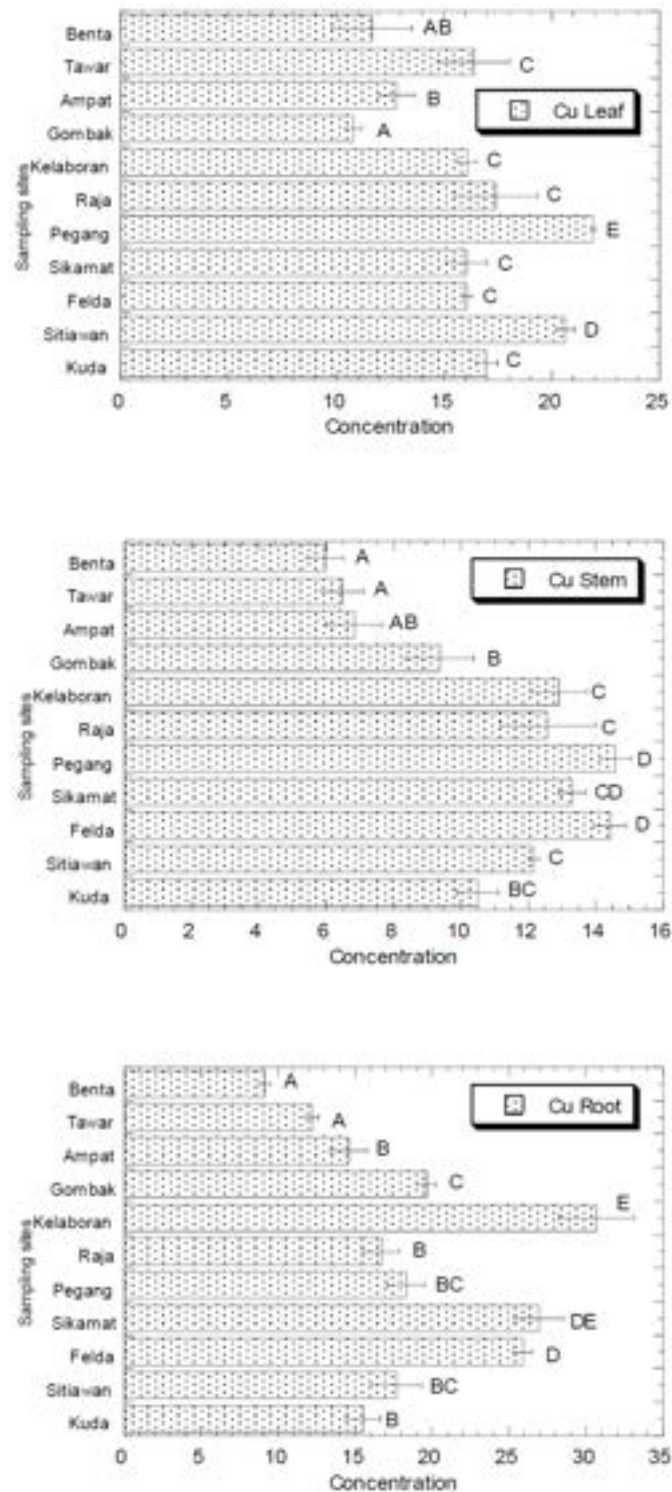 Benta AB
Tawar C
Ampat B
Cu Leaf
Gombak A
Kelaboran C
Raja C
Pegang E
Sikamat C
Felda C
Sitiawan D
Kuda C
Sampling sites
0 5 10 15 20 25
Concentration
Benta A
Cu Stem
Tawar A
Ampat AB
Gombak B
Kelaboran C
Raja C
Pegang D
Sikamat CD
Felda D
Sitiawan C
Kuda BC
Sampling sites
0 2 4 6 8 10 12 14 16
Concentration
Benta A
Cu Root
Tawar A
Ampat B
Gombak C
Kelaboran E
Raja B
Pegang BC
Sikamat DE
Felda D
Sitiawan BC
Kuda B
Sampling sites
0 5 10 15 20 25 30 35
Concentration